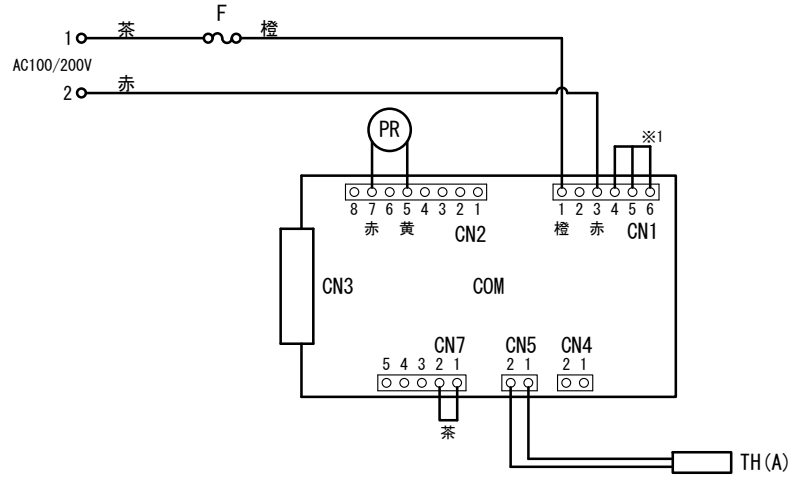 F
茶
橙
1
AC100/200V
赤
2
PR
※1
8 7 6 5 4 3 2 1
1 2 3 4 5 6
赤 黄
橙 赤
CN2
CN1
CN3
COM
CN7
CN5
CN4
5 4 3 2 1
2 1
2 1
茶
TH(A)